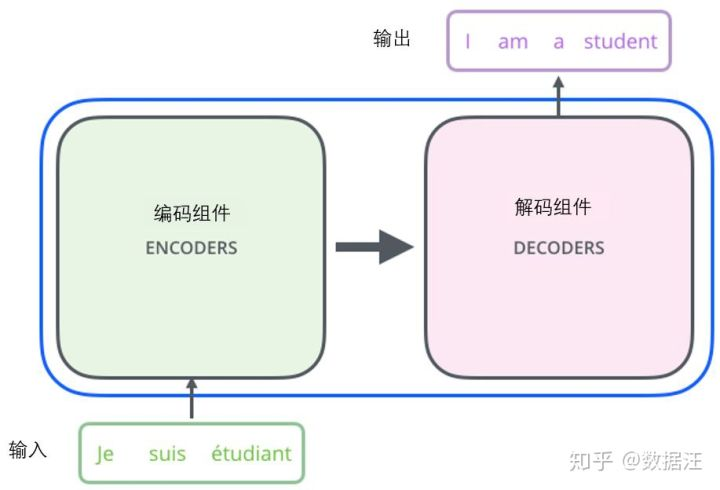 输出
I am a student
编码组件
ENCODERS
解码组件
DECODERS
输入
Je suis étudiant
知乎 @数据汪